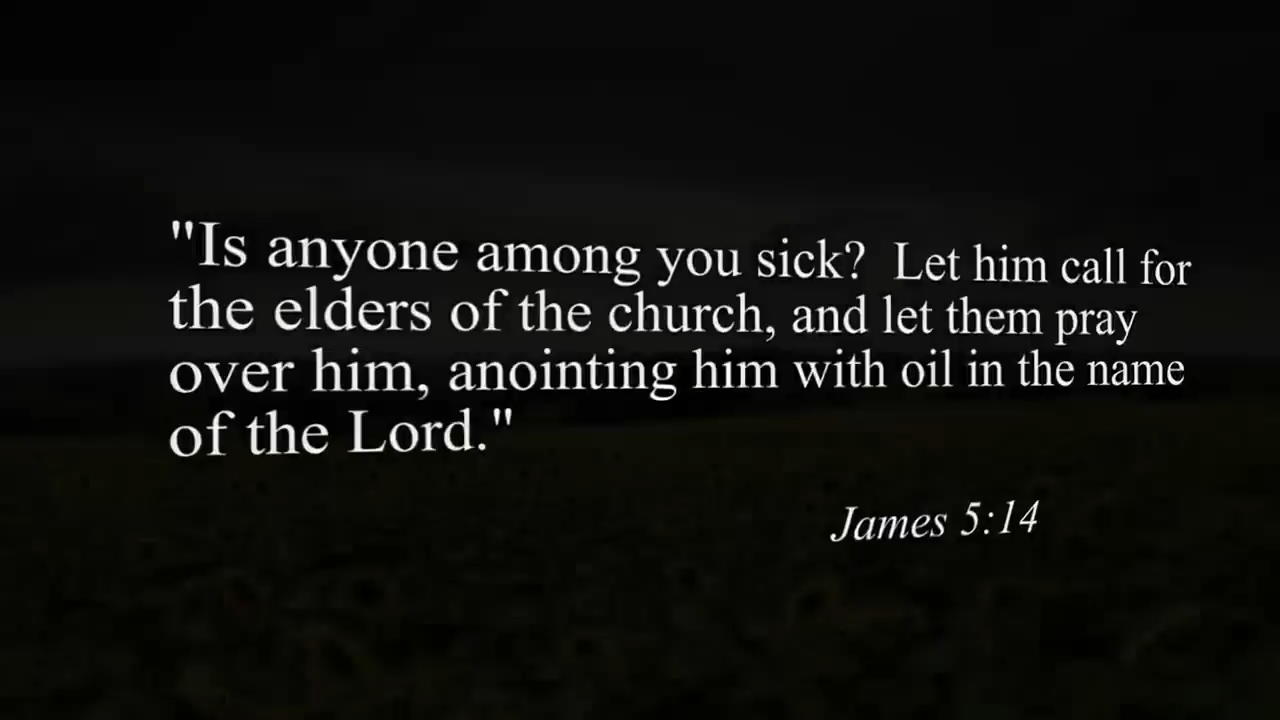 "Is anyone among you sick?  Let him call for
the elders of the church, and let them pray
over him, anointing him with oil in the name
of the Lord."
James 5:14